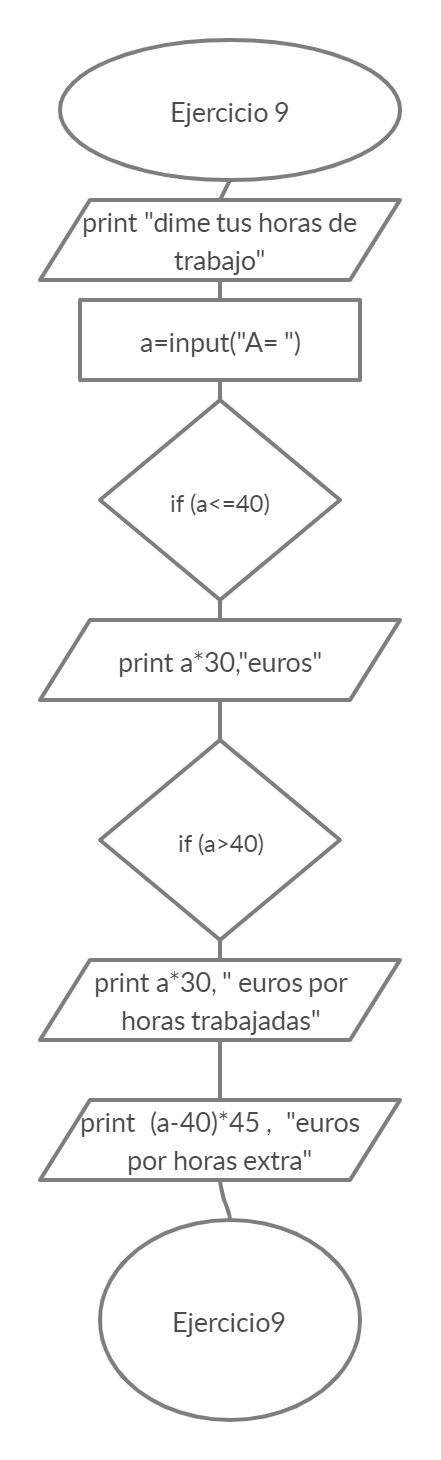 Ejercicio 9
print "dime tus horas de
trabajo"
a=input("A= ")
if (a<=40)
print a*30,"euros"
if (a>40)
print a*30, " euros por
horas trabajadas"
print  (a-40)*45 ,  "euros
por horas extra"
Ejercicio9